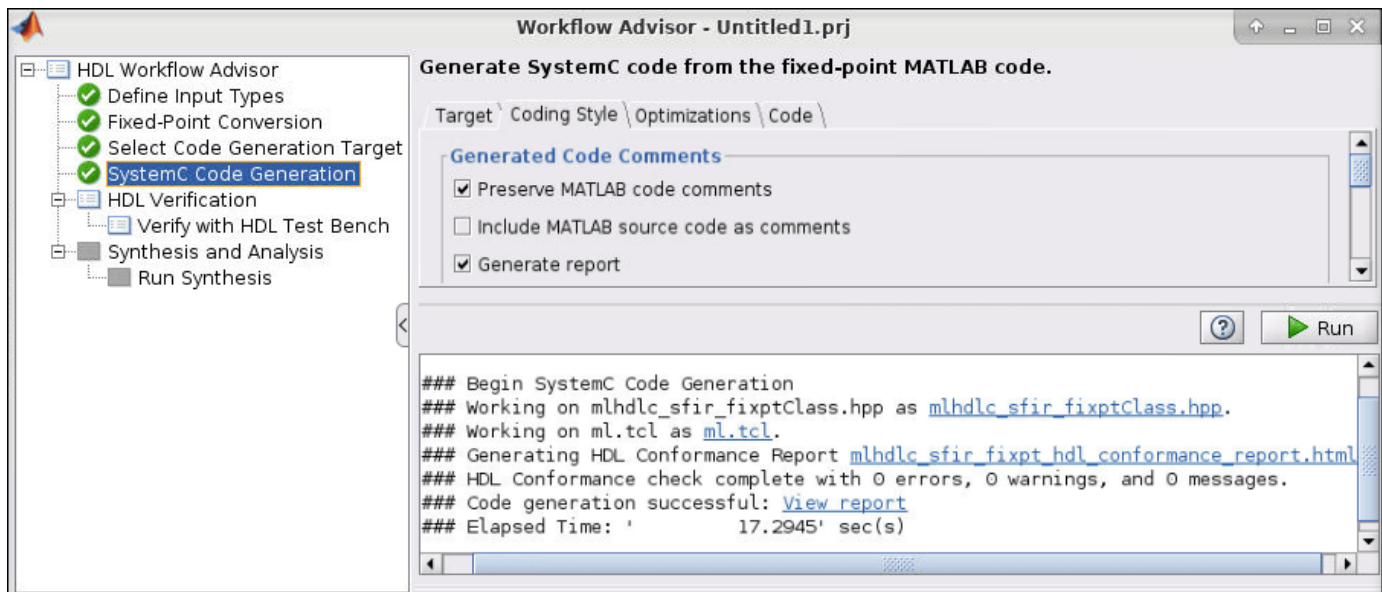 Workflow Advisor - Untitled1.prj
HDL Workflow Advisor
Define Input Types
Fixed-Point Conversion
Select Code Generation Target
SystemC Code Generation
HDL Verification
Verify with HDL Test Bench
Synthesis and Analysis
Run Synthesis
Generate SystemC code from the fixed-point MATLAB code.
Target Coding Style Optimizations Code
Generated Code Comments
Preserve MATLAB code comments
Include MATLAB source code as comments
Generate report
Run
### Begin SystemC Code Generation
### Working on mlhdlc_sfir_fixptClass.hpp as mlhdlc_sfir_fixptClass.hpp.
### Working on ml.tcl as ml.tcl.
### Generating HDL Conformance Report mlhdlc_sfir_fixpt_hdl_conformance_report.html
### HDL Conformance check complete with 0 errors, 0 warnings, and 0 messages.
### Code generation successful: View report
### Elapsed Time: '          17.2945' sec(s)